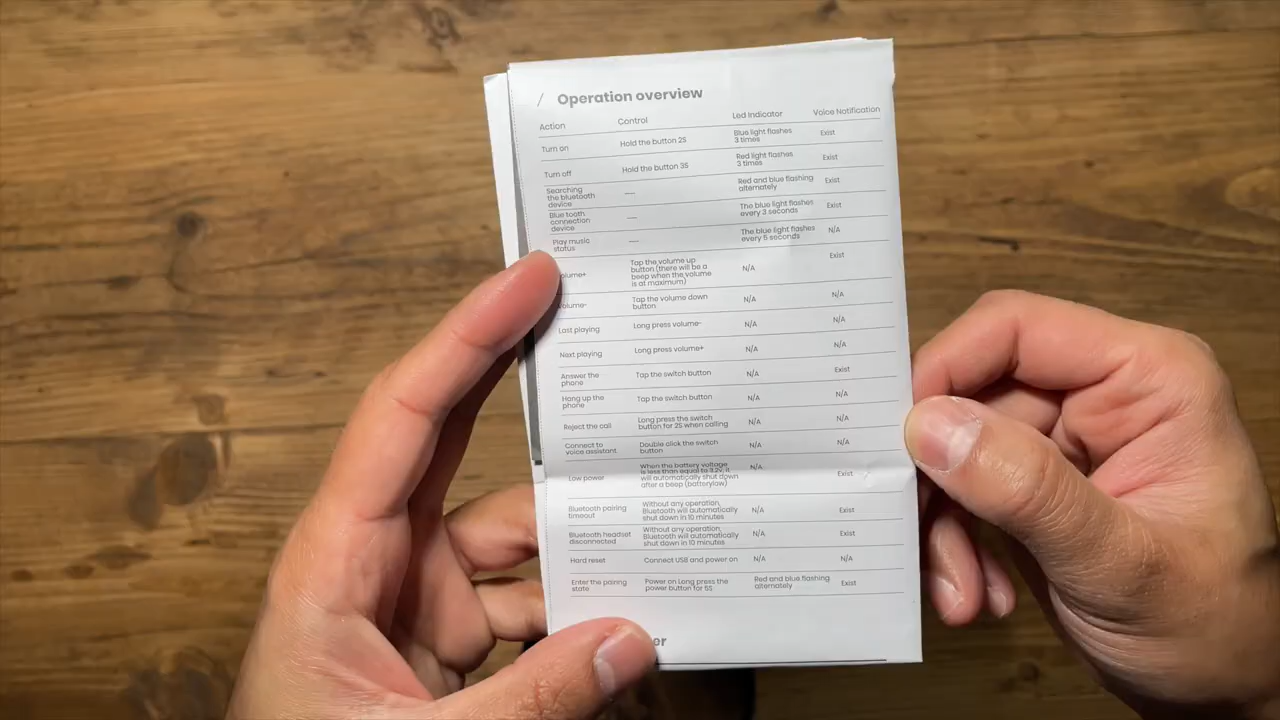 / Operation overview
Action Control Led Indicator Voice Notification
Turn on Hold the button 2S Blue light flashes 3 times Exist
Turn off Hold the button 3S Red light flashes 3 times Exist
Searching the bluetooth device ---- Red and blue flashing alternately Exist
Blue tooth connection device ---- The blue light flashes every 3 seconds Exist
Play music status ---- The blue light flashes every 5 seconds N/A
olume+ Tap the volume up button (there will be a beep when the volume is at maximum) N/A Exist
olume- Tap the volume down button N/A N/A
Last playing Long press volume- N/A N/A
Next playing Long press volume+ N/A N/A
Answer the phone Tap the switch button N/A Exist
Hang up the phone Tap the switch button N/A N/A
Reject the call Long press the switch button for 2S when calling N/A N/A
Connect to voice assistant. Double click the switch button N/A N/A
Low power When the battery voltage is less than equal to 3.2v, it will automatically shut down after a beep (batterylow) N/A Exist
Bluetooth pairing timeout Without any operation, Bluetooth will automatically shut down in 10 minutes N/A Exist
Bluetooth headset disconnected Without any operation, Bluetooth will automatically shut down in 10 minutes N/A Exist
Hard reset Connect USB and power on N/A N/A
Enter the pairing state Power on Long press the power button for 5S Red and blue flashing alternately Exist
er